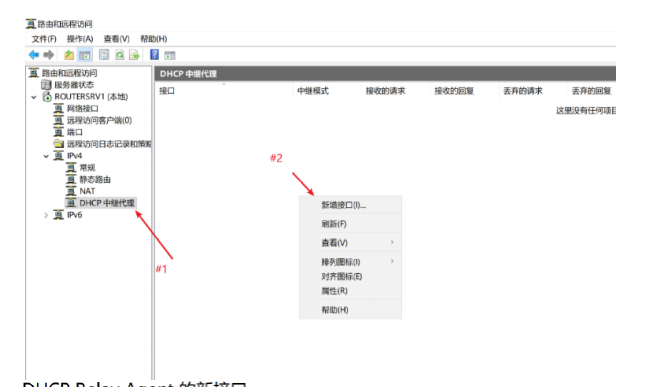 路由和远程访问
文件(F) 操作(A) 查看(V) 帮助(H)
路由和远程访问
服务器状态
ROUTERSRV1 (本地)
网络接口
远程访问客户端(0)
端口
远程访问日志记录和策略
IPv4
常规
静态路由
NAT
DHCP 中继代理
IPv6
DHCP 中继代理
接口 中继模式 接收的请求 接收的回复 丢弃的请求 丢弃的回复
这里没有任何项目
#2
新增接口(I)...
刷新(F)
查看(V)
排列图标(I)
对齐图标(E)
属性(R)
帮助(H)
#1
DHCP Relay Agent 的新接口